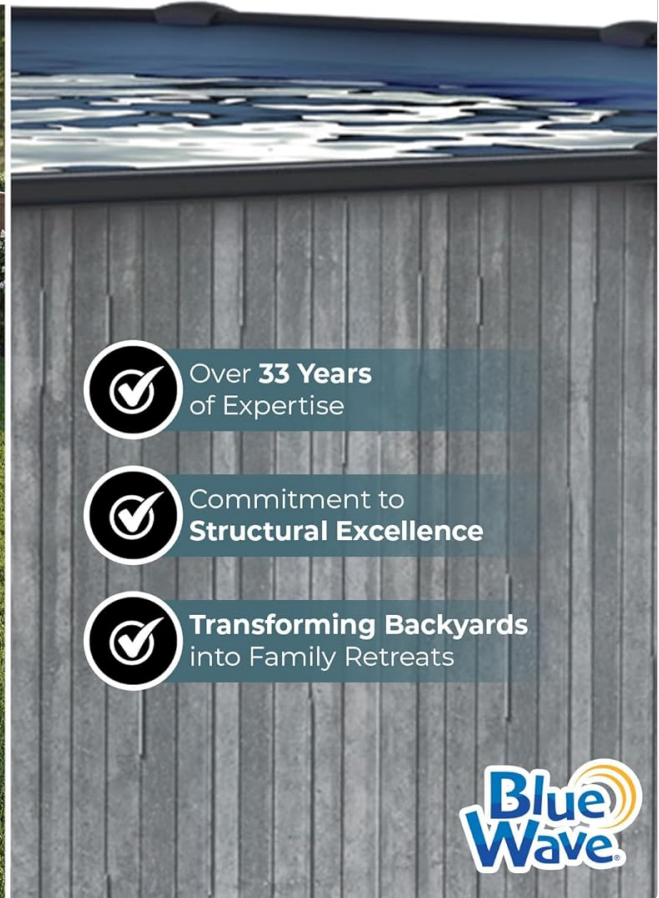 Over 33 Years
of Expertise
Commitment to
Structural Excellence
Transforming Backyards
into Family Retreats
Blue
Wave®